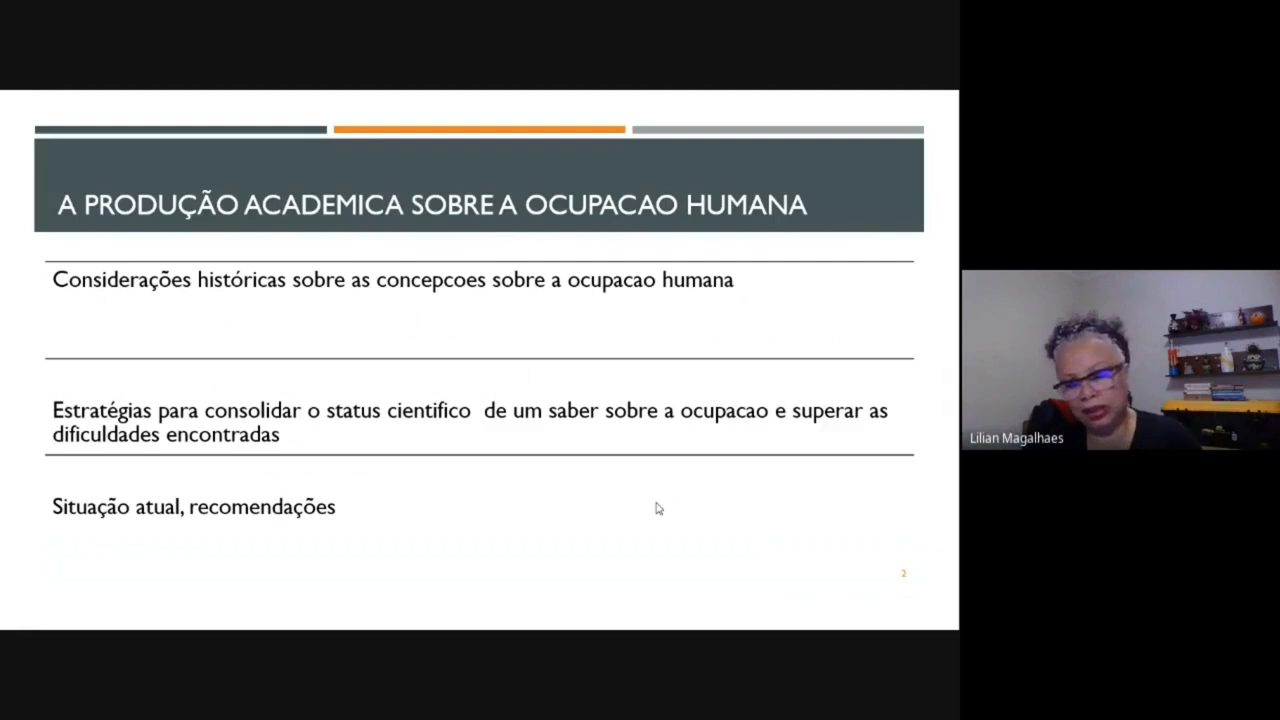 A PRODUÇÃO ACADEMICA SOBRE A OCUPACAO HUMANA
Considerações históricas sobre as concepcoes sobre a ocupacao humana
Estratégias para consolidar o status cientifico de um saber sobre a ocupacao e superar as
dificuldades encontradas
Situação atual, recomendações
2
Lilian Magalhaes